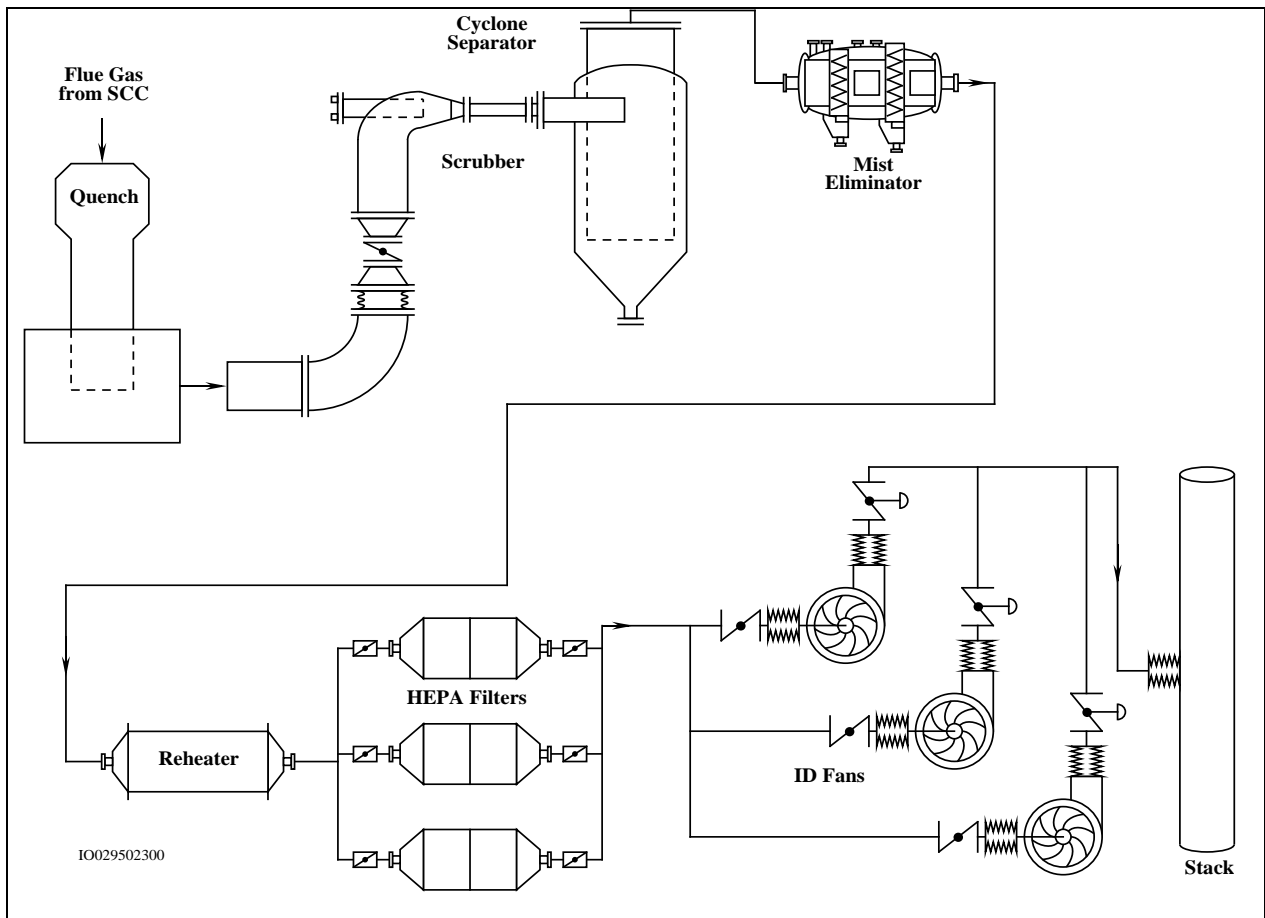 Cyclone
Separator
Flue Gas
from SCC
Scrubber
Mist
Eliminator
Quench
HEPA Filters
Reheater
ID Fans
IO029502300
Stack